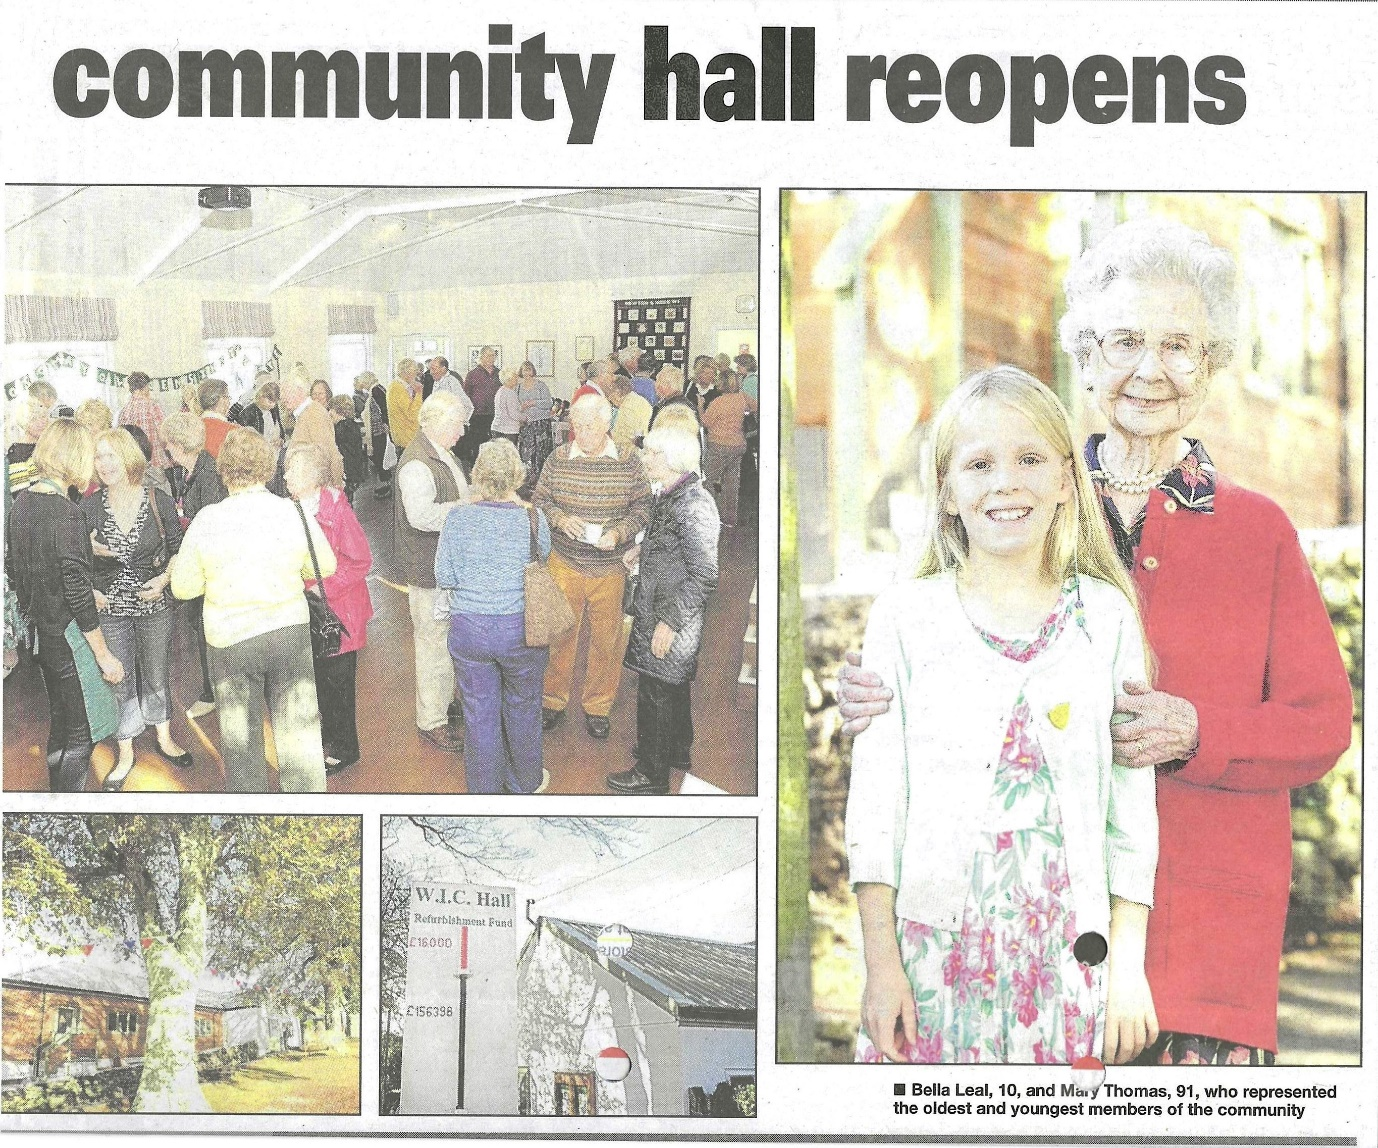 community hall reopens
W.I.C. Hall
Refurbishment Fund
£16000
£156398
■ Bella Leal, 10, and Mary Thomas, 91, who represented
the oldest and youngest members of the community